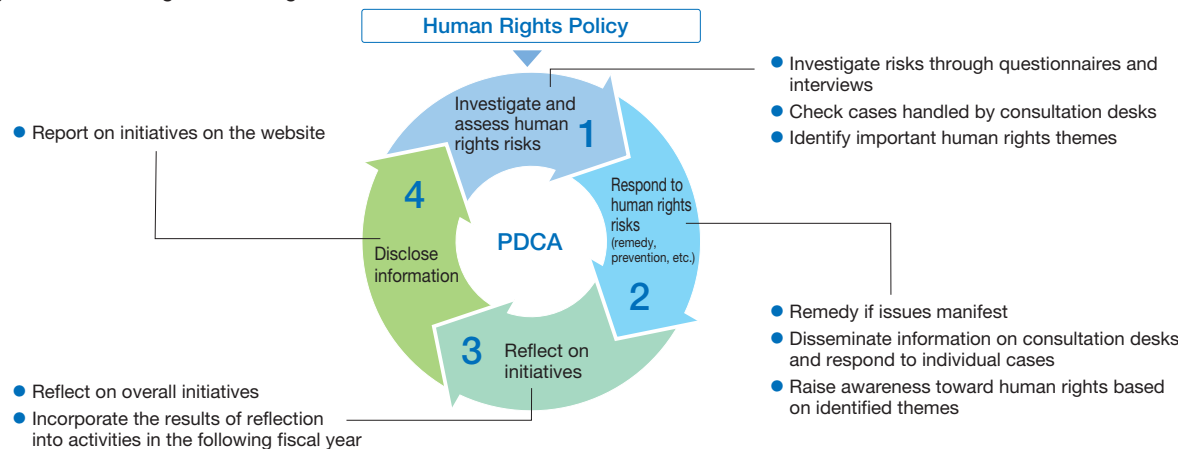 Human Rights Policy
Investigate and
assess human
rights risks
1
● Investigate risks through questionnaires and
interviews
● Check cases handled by consultation desks
● Identify important human rights themes
Respond to
human rights
risks
(remedy,
prevention, etc.)
2
● Remedy if issues manifest
● Disseminate information on consultation desks
and respond to individual cases
● Raise awareness toward human rights based
on identified themes
3
Reflect on
initiatives
● Reflect on overall initiatives
● Incorporate the results of reflection
into activities in the following fiscal year
4
Disclose
information
● Report on initiatives on the website
PDCA